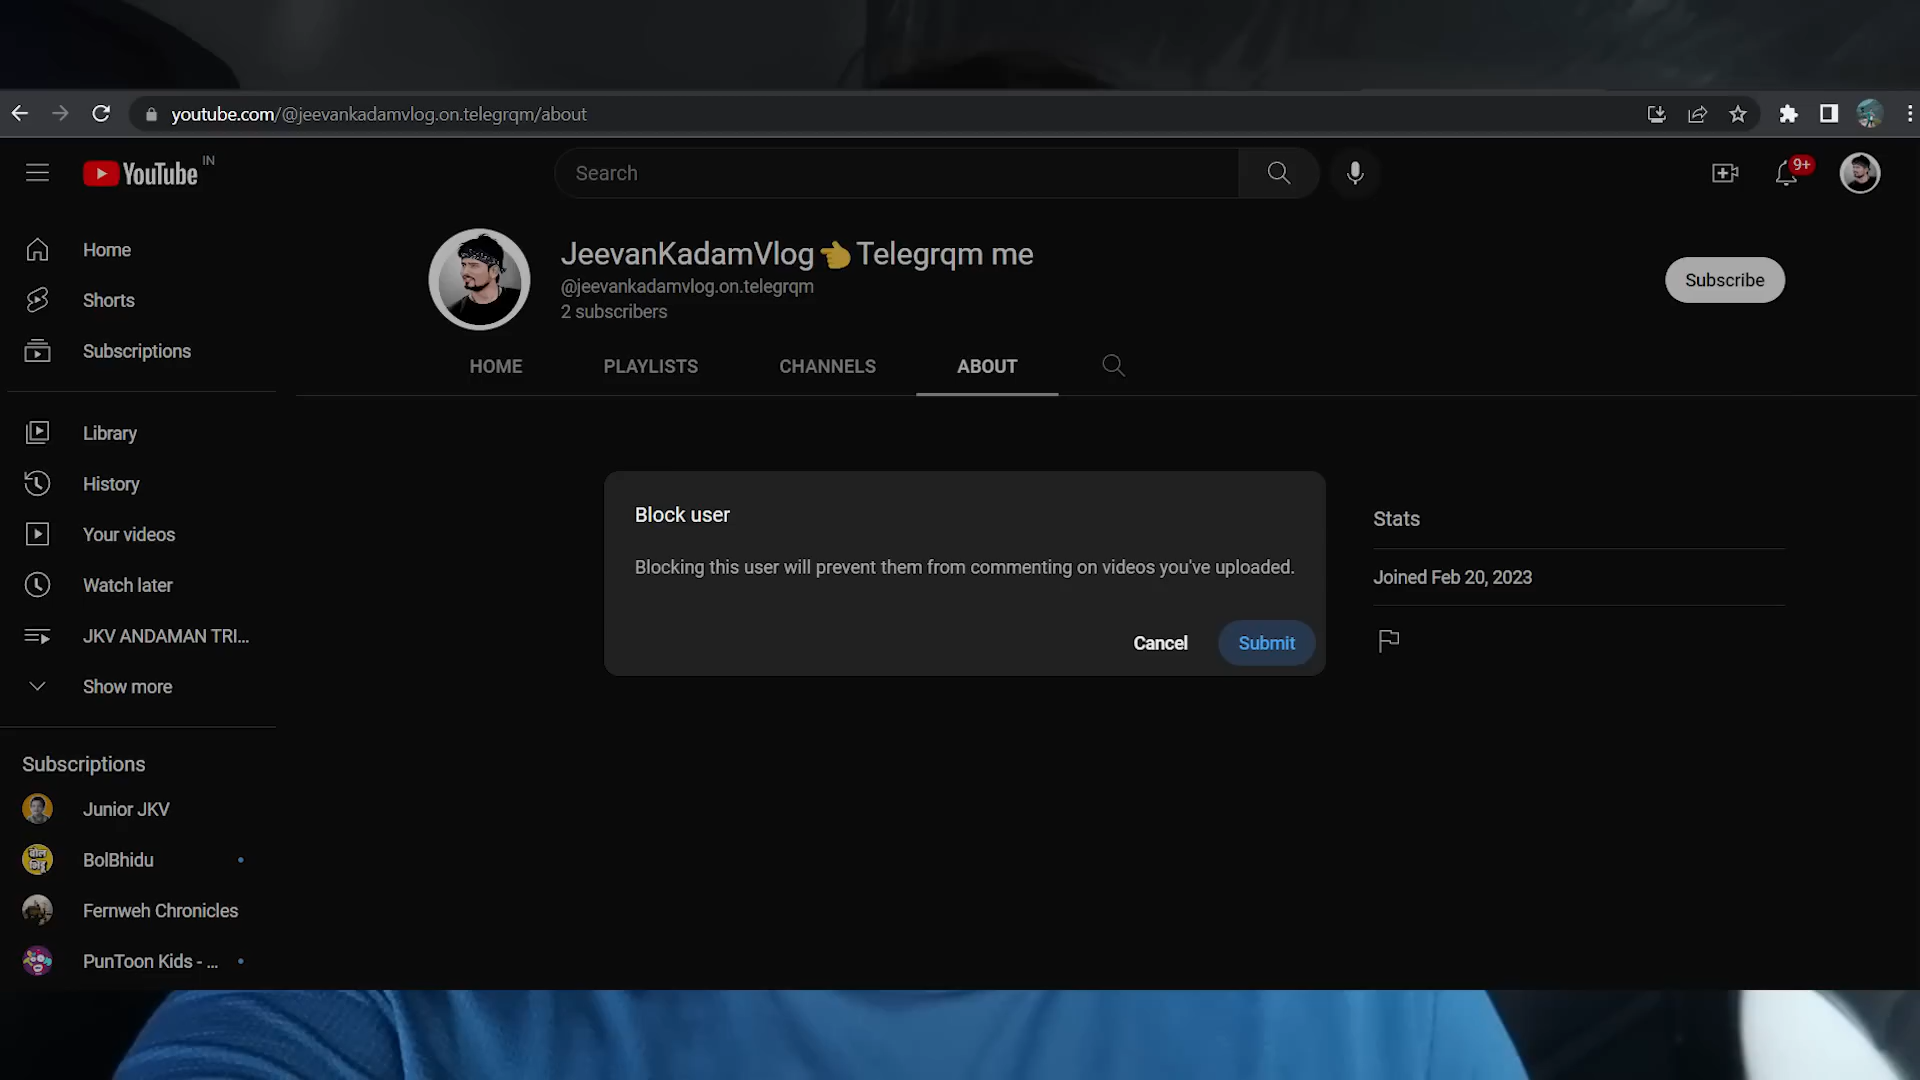 youtube.com/@jeevankadamvlog.on.telegrqm/about
YouTube IN
Search
9+
Home
Shorts
Subscriptions
Library
History
Your videos
Watch later
JKV ANDAMAN TRI...
Show more
Subscriptions
Junior JKV
BolBhidu
Fernweh Chronicles
PunToon Kids - ...
JeevanKadamVlog👈Telegrqm me
@jeevankadamvlog.on.telegrqm
2 subscribers
Subscribe
HOME PLAYLISTS CHANNELS ABOUT
Block user
Blocking this user will prevent them from commenting on videos you've uploaded.
Cancel Submit
Stats
Joined Feb 20, 2023
बोल
भिडू